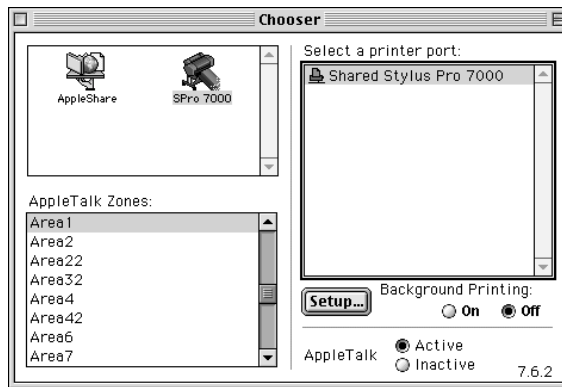 Chooser
AppleShare
SPro 7000
AppleTalk Zones:
Area1
Area2
Area22
Area32
Area4
Area42
Area6
Area7
Select a printer port:
Shared Stylus Pro 7000
Setup...
Background Printing:
On Off
AppleTalk
Active
Inactive
7.6.2